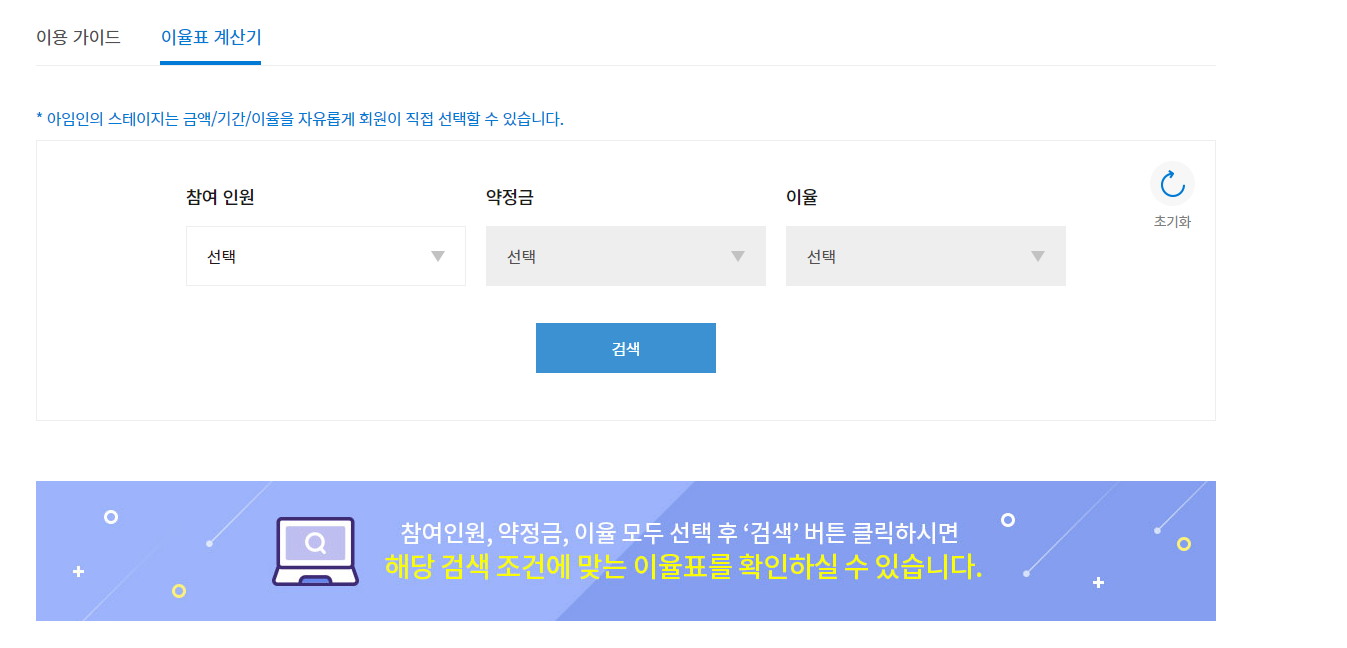 이용 가이드
이율표 계산기
* 아임인의 스테이지는 금액/기간/이율을 자유롭게 회원이 직접 선택할 수 있습니다.
참여 인원
약정금
이율
선택
선택
선택
초기화
검색
참여인원, 약정금, 이율 모두 선택 후 ‘검색’ 버튼 클릭하시면
해당 검색 조건에 맞는 이율표를 확인하실 수 있습니다.